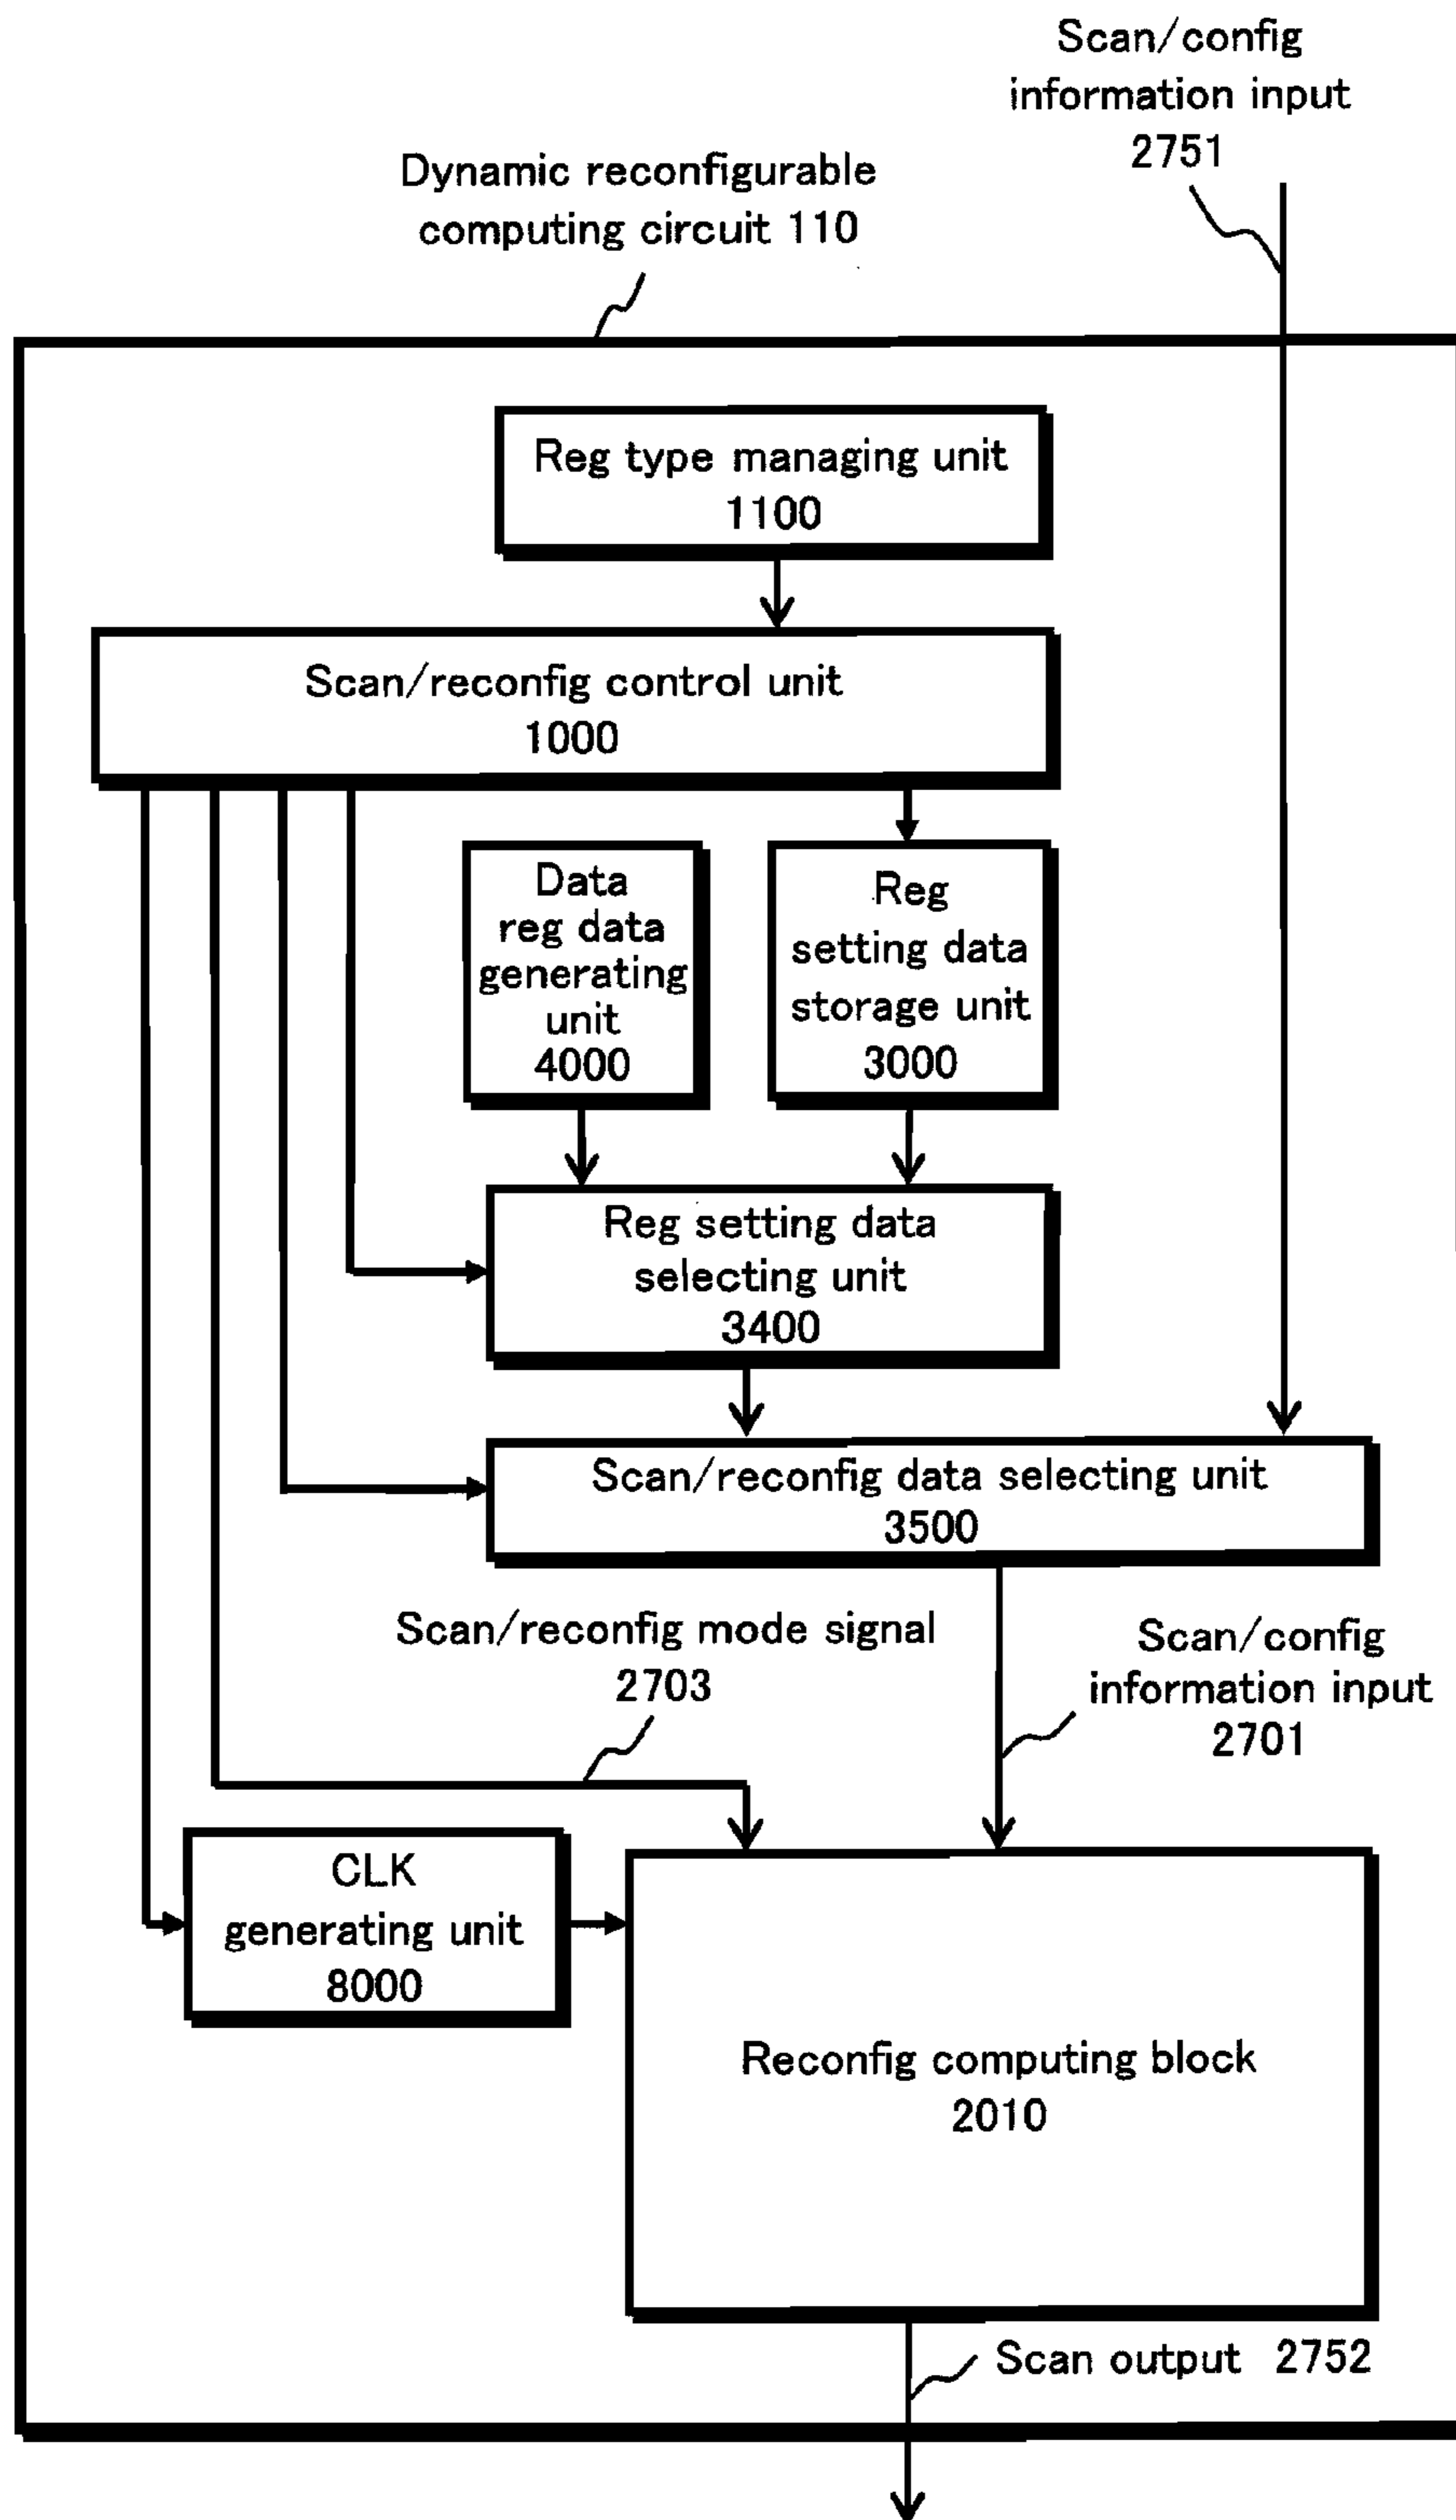 Scan/config
information input
2751
Dynamic reconfigurable
computing circuit 110
Reg type managing unit
1100
Scan/reconfig control unit
1000
Data
reg data
generating
unit
4000
Reg
setting data
storage unit
3000
Reg setting data
selecting unit
3400
Scan/reconfig data selecting unit
3500
Scan/reconfig mode signal
2703
Scan/config
information input
2701
CLK
generating unit
8000
Reconfig computing block
2010
Scan output 2752